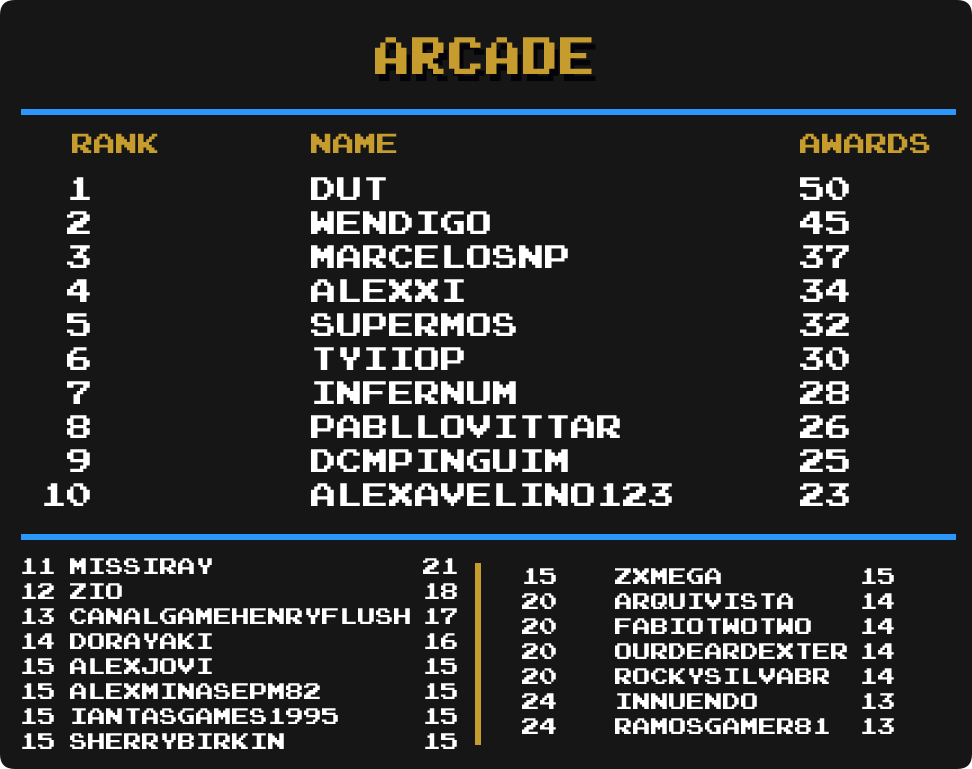 ARCADE
RANK NAME AWARDS
1 DUT 50
2 WENDIGO 45
3 MARCELOSNP 37
4 ALEXXI 34
5 SUPERMOS 32
6 TYIIOP 30
7 INFERNUM 28
8 PABLLOVITTAR 26
9 DCMPINGUIM 25
10 ALEXAVELINO123 23
11 MISSIRAY 21
12 ZIO 18
13 CANALGAMEHENRYFLUSH 17
14 DORAYAKI 16
15 ALEXJOVI 15
15 ALEXMINASEPM82 15
15 IANTASGAMES1995 15
15 SHERRYBIRKIN 15
15 ZXMEGA 15
20 ARQUIVISTA 14
20 FABIOTWOTWO 14
20 OURDEARDEXTER 14
20 ROCKYSILVABR 14
24 INNUENDO 13
24 RAMOSGAMER81 13